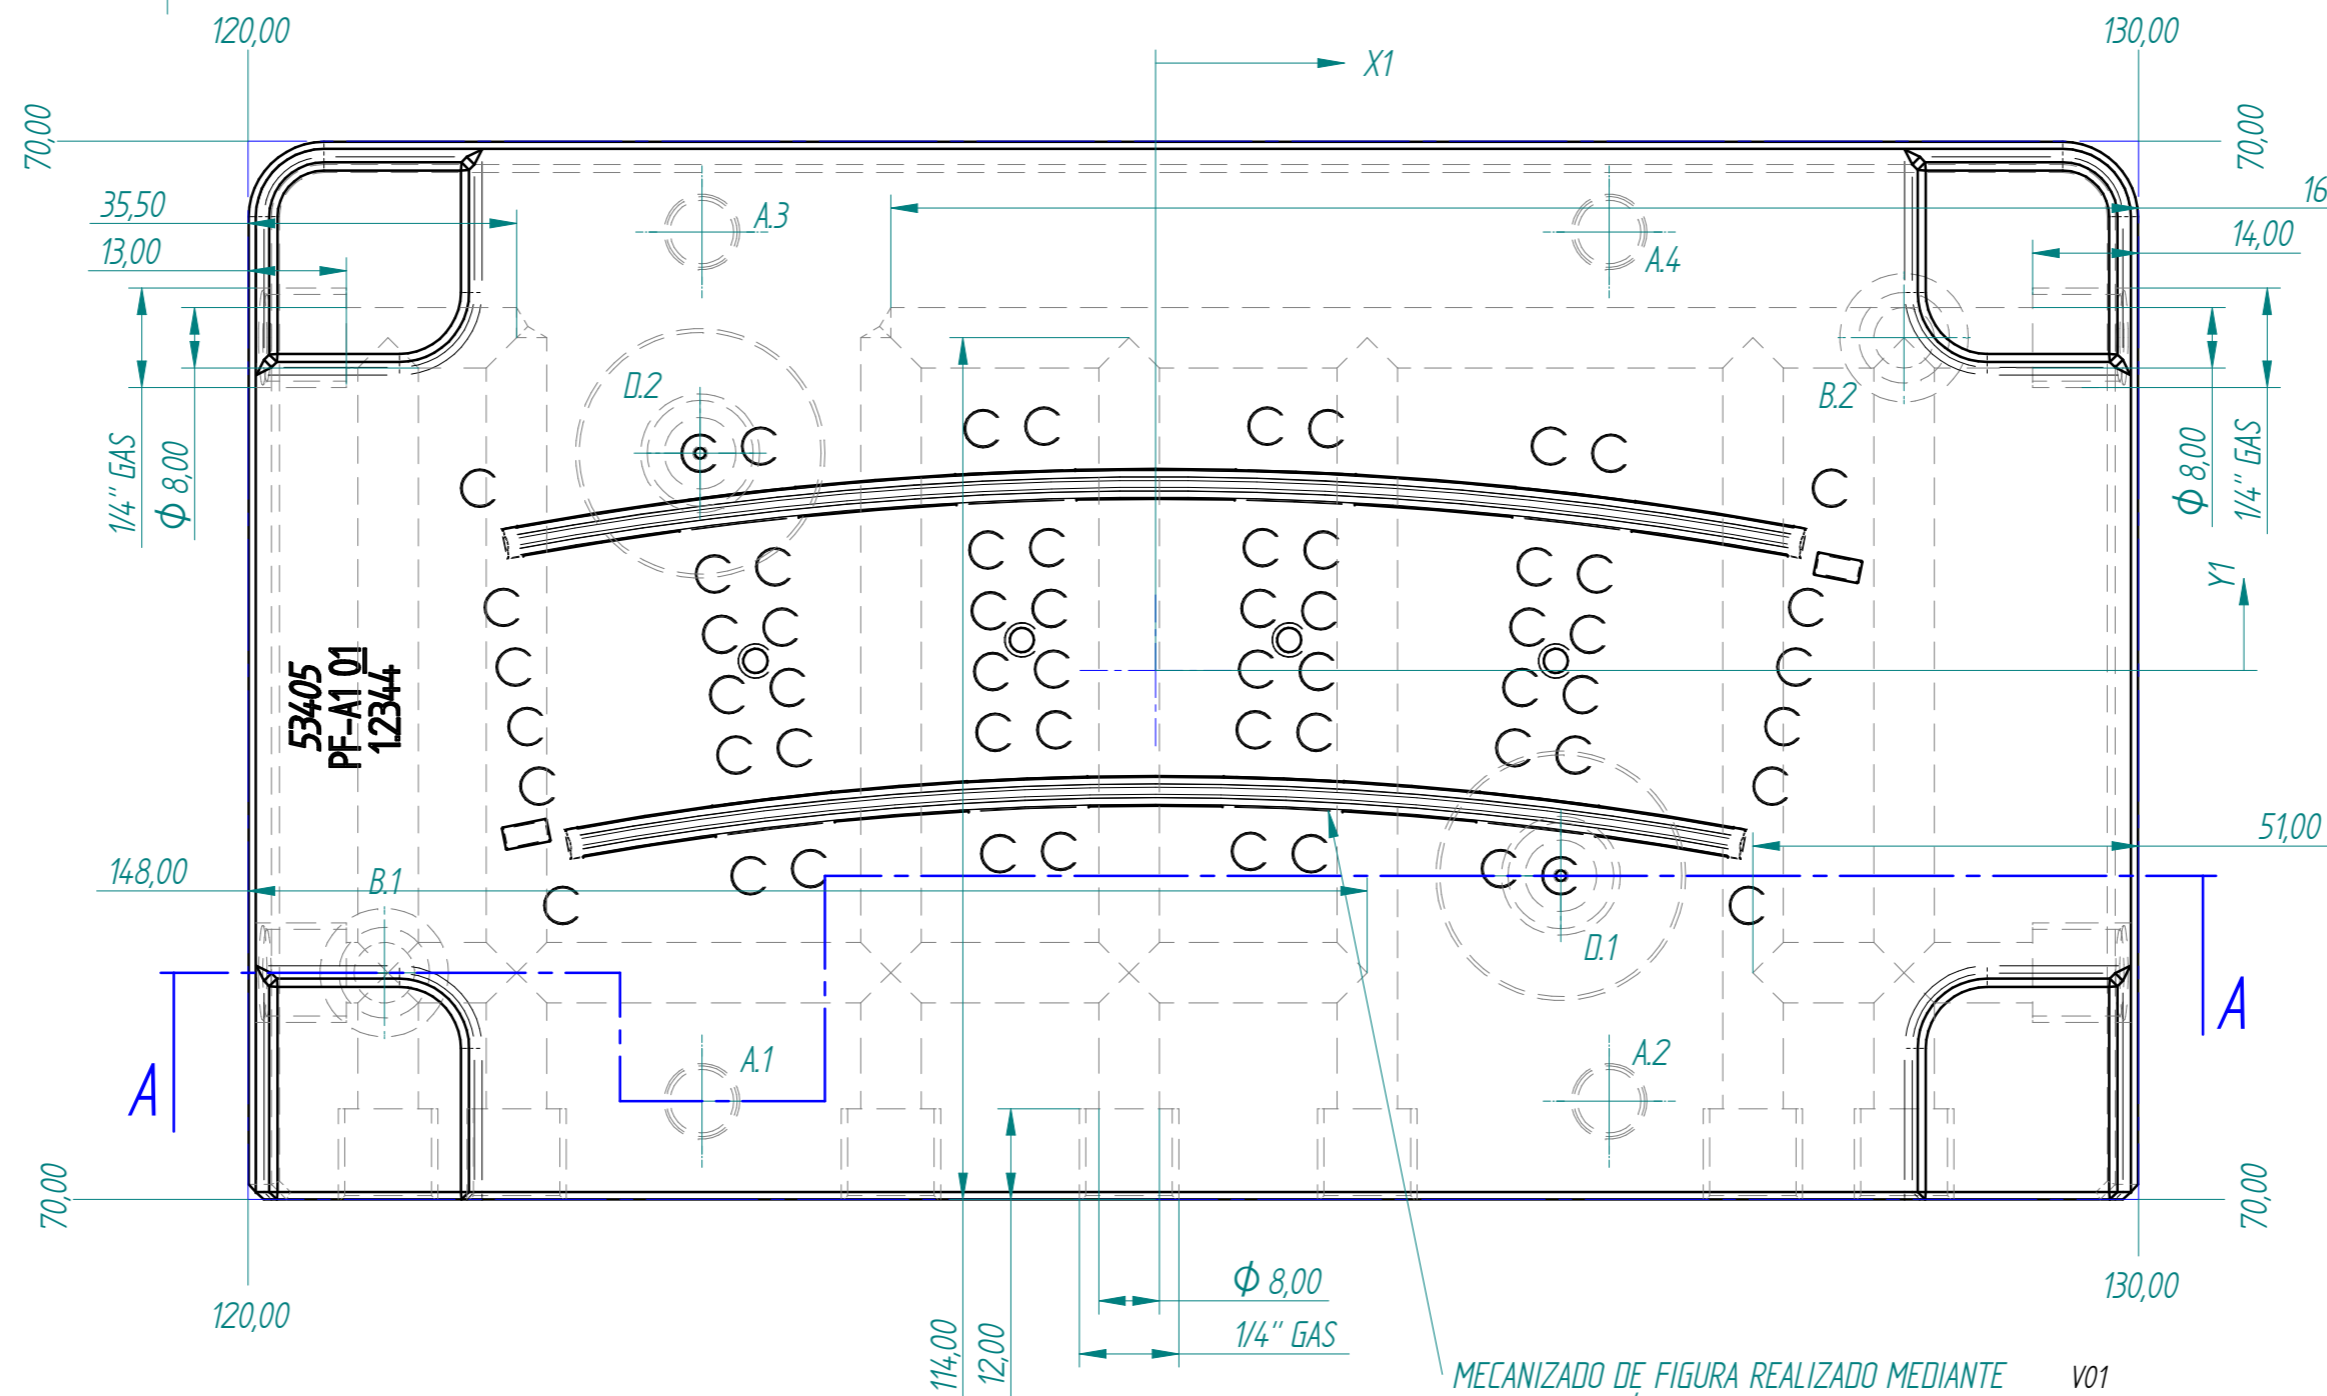 120,00
130,00
X1
70,00
70,00
35,50
A.3
16
13,00
A.4
14,00
D.2
B.2
1/4" GAS
Φ 8,00
Φ 8,00
1/4" GAS
Y1
53405
PF-A1 01
1.2344
51,00
148,00
B.1
D.1
A
A
A.1
A.2
70,00
70,00
120,00
Φ 8,00
130,00
1/4" GAS
114,00
12,00
MECANIZADO DE FIGURA REALIZADO MEDIANTE
V01